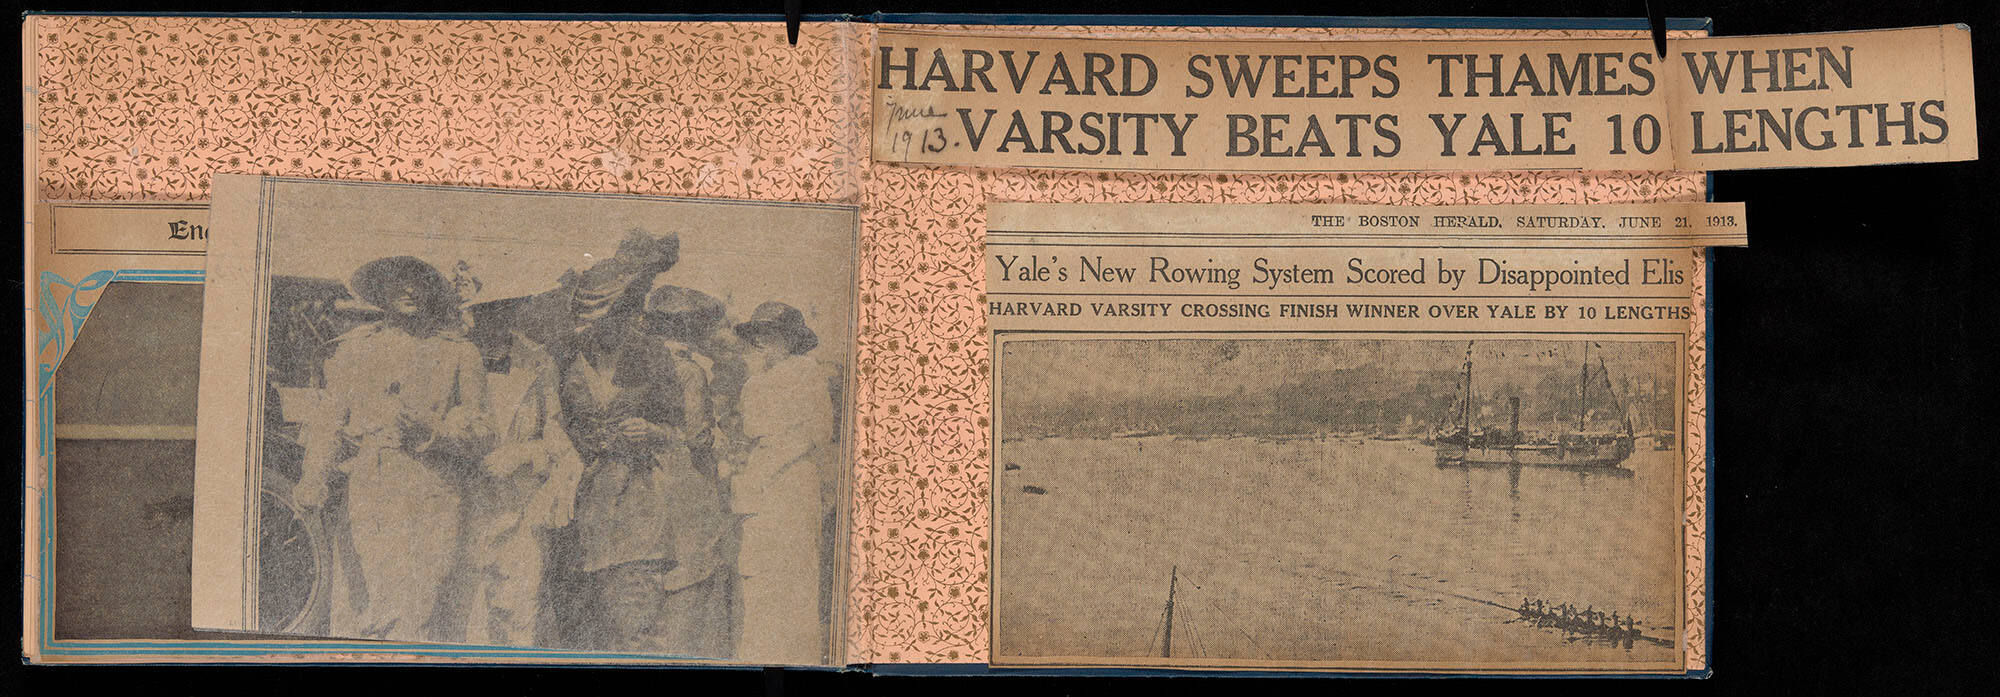 HARVARD SWEEPS THAMES WHEN
VARSITY BEATS YALE 10 LENGTHS
June
1913.
THE BOSTON HERALD, SATURDAY, JUNE 21, 1913.
Yale's New Rowing System Scored by Disappointed Elis
HARVARD VARSITY CROSSING FINISH WINNER OVER YALE BY 10 LENGTHS